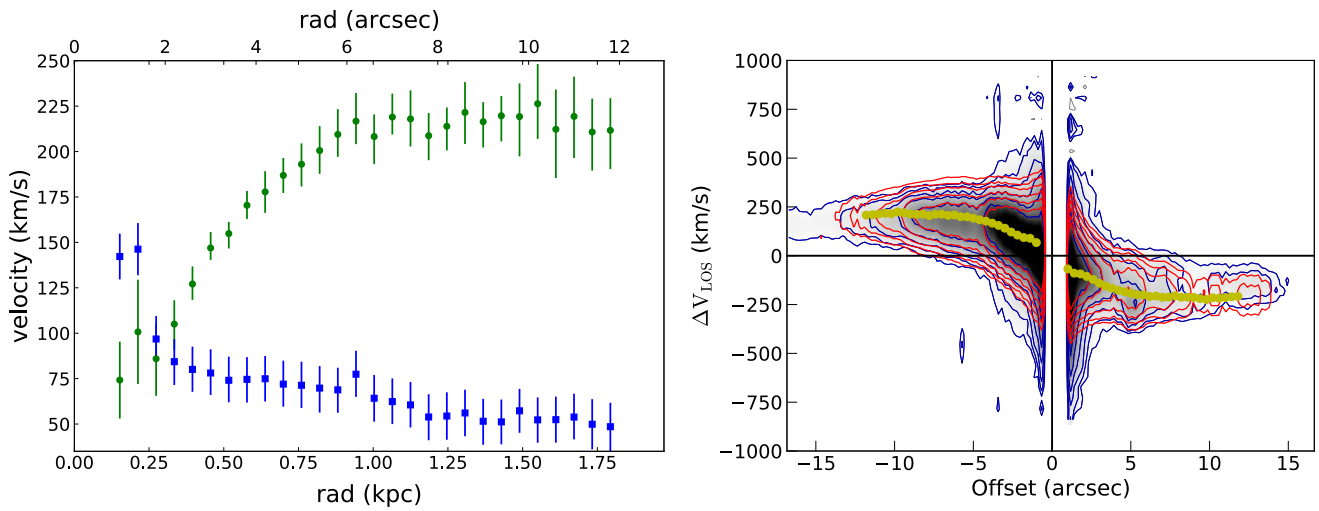 rad (arcsec)
0 2 4 6 8 10 12
250
225
200
175
150
125
100
75
50
velocity (km/s)
0.00 0.25 0.50 0.75 1.00 1.25 1.50 1.75
rad (kpc)
1000
750
500
250
0
−250
−500
−750
−1000
ΔV_LOS (km/s)
−15 −10 −5 0 5 10 15
Offset (arcsec)